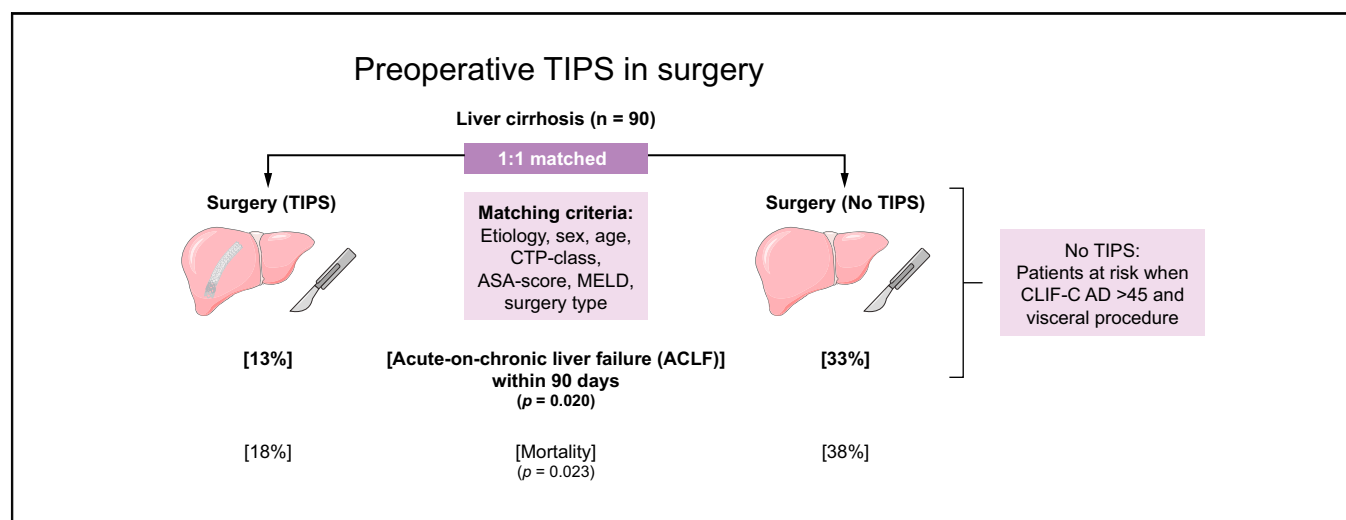 Preoperative TIPS in surgery
Liver cirrhosis (n = 90)
1:1 matched
Surgery (TIPS)
Matching criteria:
Etiology, sex, age,
CTP-class,
ASA-score, MELD,
surgery type
Surgery (No TIPS)
No TIPS:
Patients at risk when
CLIF-C AD >45 and
visceral procedure
[13%]
[Acute-on-chronic liver failure (ACLF)]
within 90 days
(p = 0.020)
[33%]
[18%]
[Mortality]
(p = 0.023)
[38%]